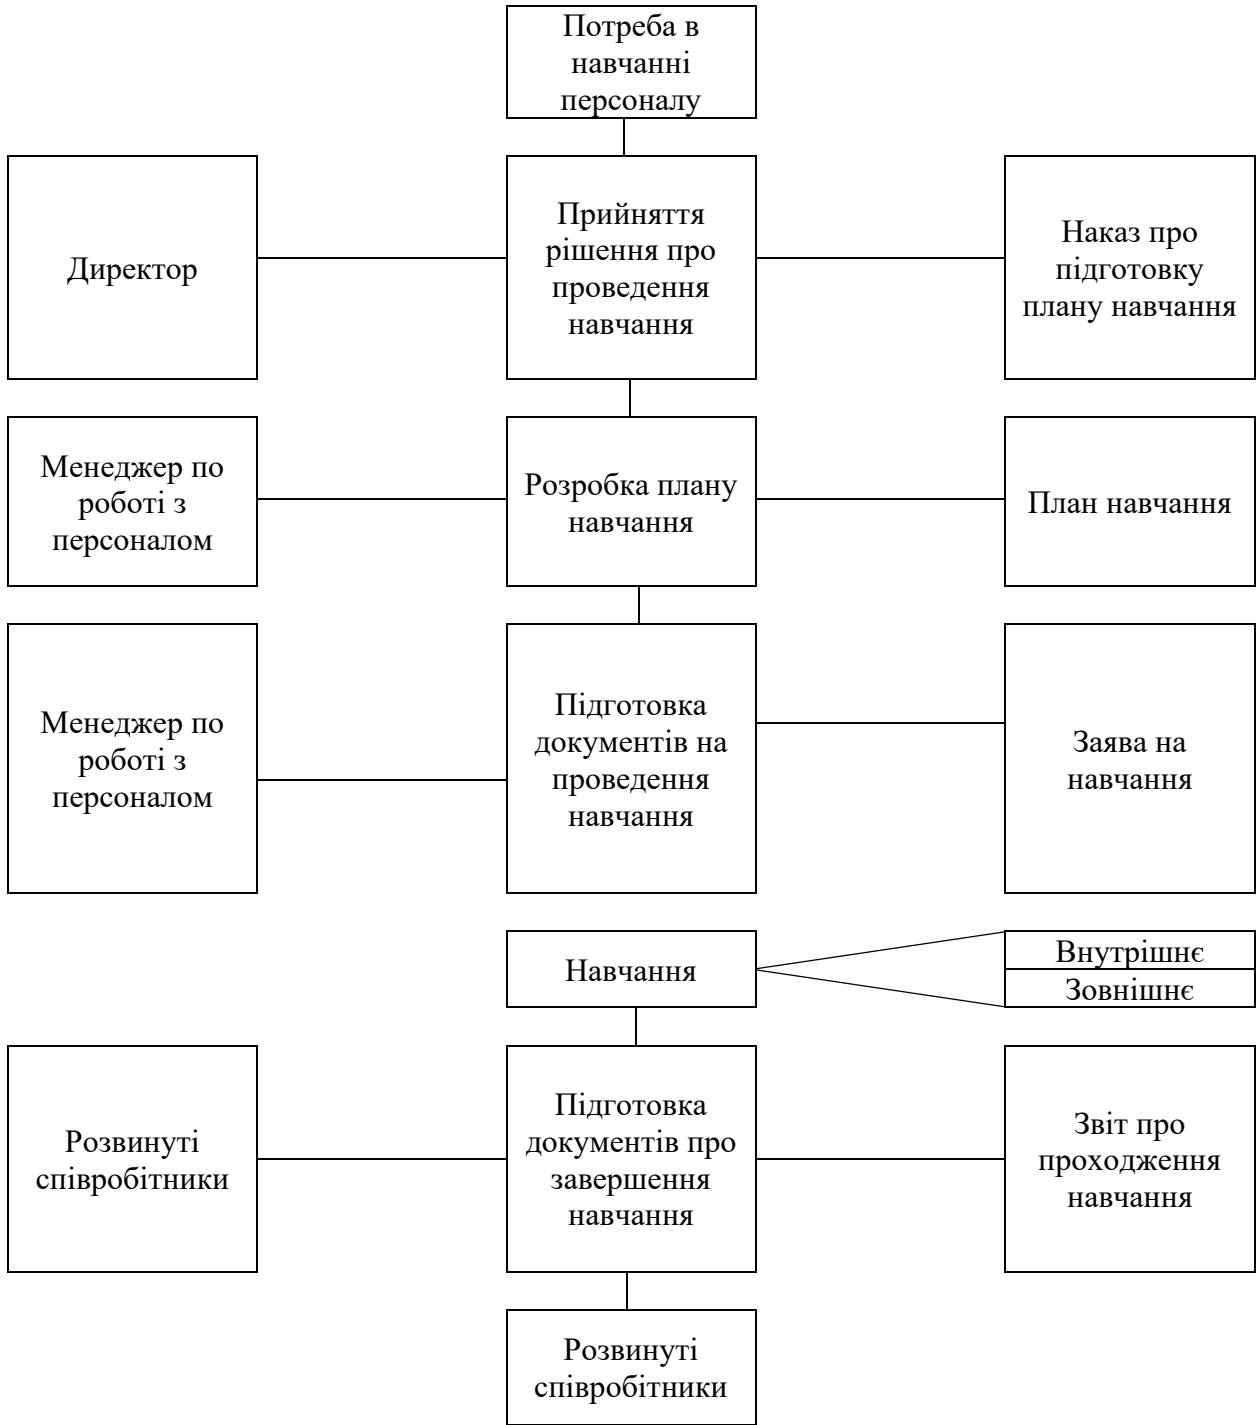 Потреба в
навчанні
персоналу
Директор
Прийняття
рішення про
проведення
навчання
Наказ про
підготовку
плану навчання
Менеджер по
роботі з
персоналом
Розробка плану
навчання
План навчання
Менеджер по
роботі з
персоналом
Підготовка
документів на
проведення
навчання
Заява на
навчання
Навчання
Внутрішнє
Зовнішнє
Розвинуті
співробітники
Підготовка
документів про
завершення
навчання
Звіт про
проходження
навчання
Розвинуті
співробітники